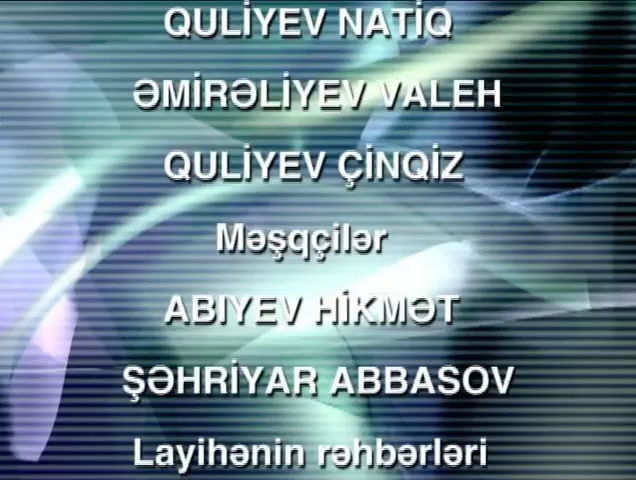 QULİYEV NATİQ
ƏMİRƏLİYEV VALEH
QULİYEV ÇİNQİZ
Məşqçilər
ABIYEV HİKMƏT
ŞƏHRİYAR ABBASOV
Layihənin rəhbərləri